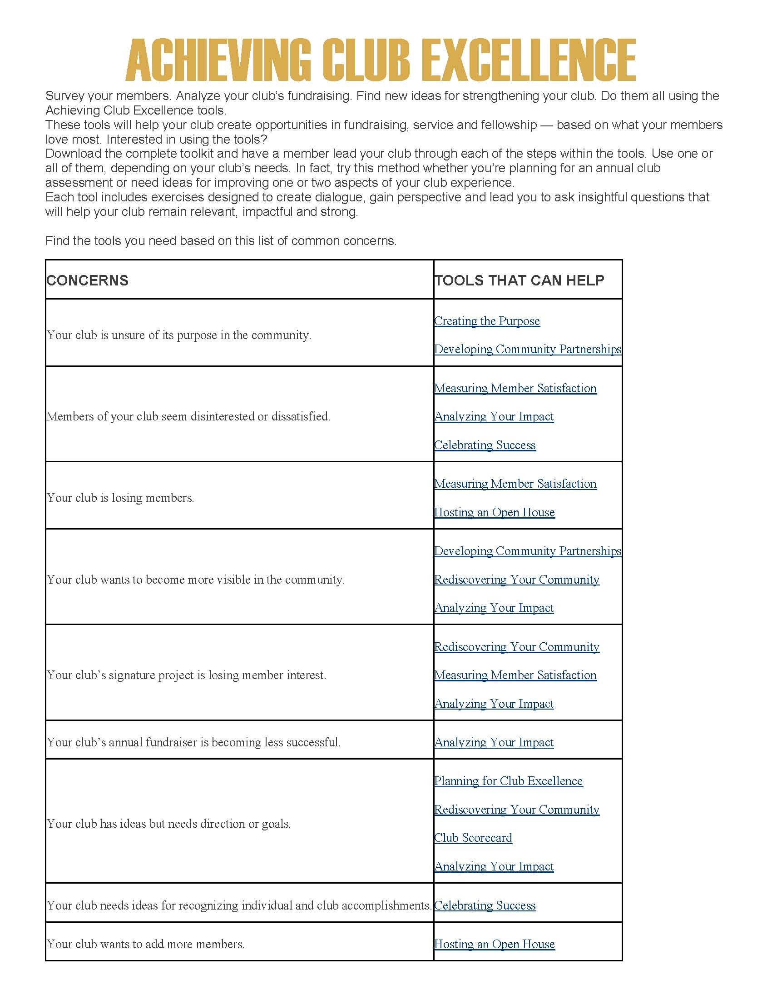 ACHIEVING CLUB EXCELLENCE
Survey your members. Analyze your club’s fundraising. Find new ideas for strengthening your club. Do them all using the
Achieving Club Excellence tools.
These tools will help your club create opportunities in fundraising, service and fellowship — based on what your members
love most. Interested in using the tools?
Download the complete toolkit and have a member lead your club through each of the steps within the tools. Use one or
all of them, depending on your club’s needs. In fact, try this method whether you’re planning for an annual club
assessment or need ideas for improving one or two aspects of your club experience.
Each tool includes exercises designed to create dialogue, gain perspective and lead you to ask insightful questions that
will help your club remain relevant, impactful and strong.
Find the tools you need based on this list of common concerns.
CONCERNS
TOOLS THAT CAN HELP
Your club is unsure of its purpose in the community.
Creating the Purpose
Developing Community Partnerships
Members of your club seem disinterested or dissatisfied.
Measuring Member Satisfaction
Analyzing Your Impact
Celebrating Success
Your club is losing members.
Measuring Member Satisfaction
Hosting an Open House
Your club wants to become more visible in the community.
Developing Community Partnerships
Rediscovering Your Community
Analyzing Your Impact
Your club’s signature project is losing member interest.
Rediscovering Your Community
Measuring Member Satisfaction
Analyzing Your Impact
Your club’s annual fundraiser is becoming less successful.
Analyzing Your Impact
Your club has ideas but needs direction or goals.
Planning for Club Excellence
Rediscovering Your Community
Club Scorecard
Analyzing Your Impact
Your club needs ideas for recognizing individual and club accomplishments.
Celebrating Success
Your club wants to add more members.
Hosting an Open House